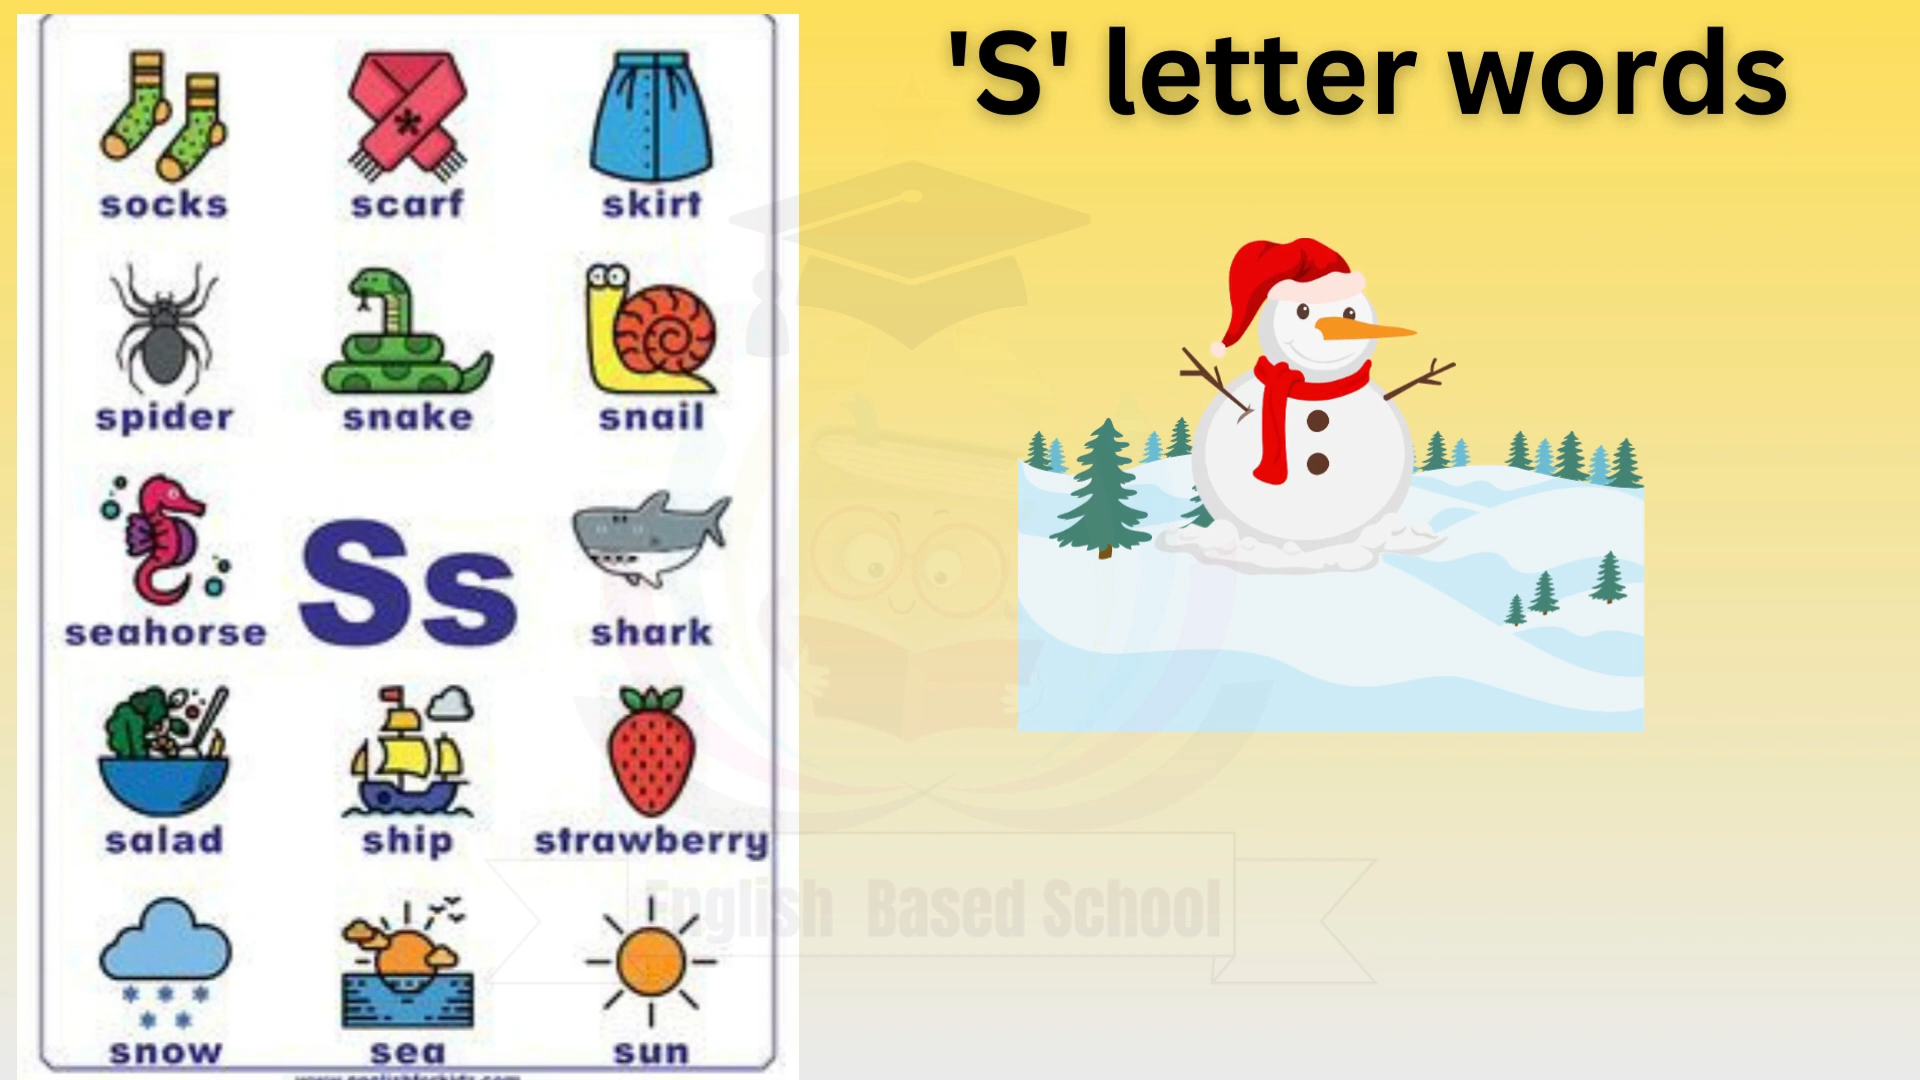 'S' letter words
socks scarf skirt
spider snake snail
seahorse Ss shark
salad ship strawberry
snow sea sun
English Based School